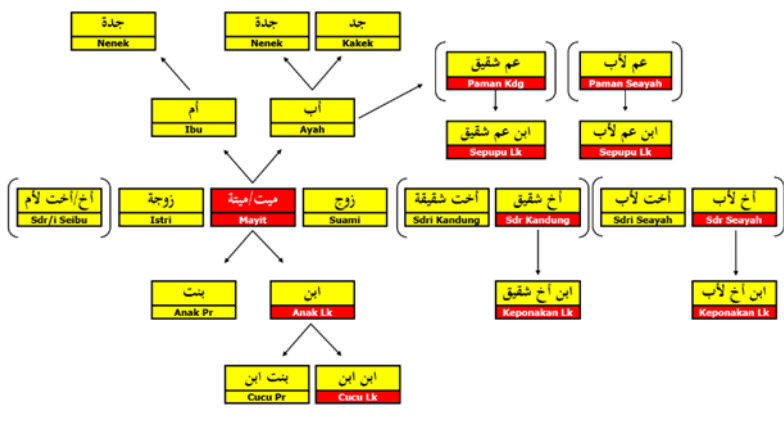 جدة
Nenek
جدة
Nenek
جد
Kakek
عم شقيق
Paman Kdg
عم لأب
Paman Seayah
أم
Ibu
أب
Ayah
ابن عم شقيق
Sepupu Lk
ابن عم لأب
Sepupu Lk
أخ/أخت لأم
Sdr/i Seibu
زوجة
Istri
ميت/ميتة
Mayit
زوج
Suami
أخت شقيقة
Sdri Kandung
أخ شقيق
Sdr Kandung
أخت لأب
Sdri Seayah
أخ لأب
Sdr Seayah
بنت
Anak Pr
ابن
Anak Lk
ابن أخ شقيق
Keponakan Lk
ابن أخ لأب
Keponakan Lk
بنت ابن
Cucu Pr
ابن ابن
Cucu Lk